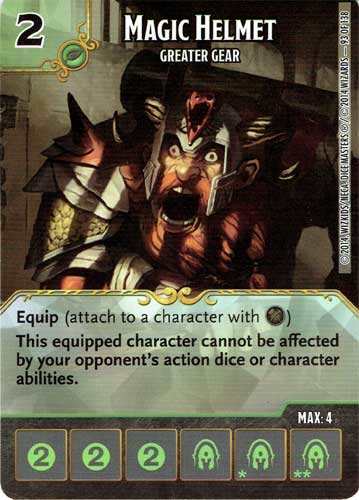 2
MAGIC HELMET
GREATER GEAR
©2014 WIZKIDS/NECA DICE MASTERS ©/©2014 WIZARDS — 93 OF 138
Equip (attach to a character with )
This equipped character cannot be affected
by your opponent's action dice or character
abilities.
MAX: 4
2 2 2 * **